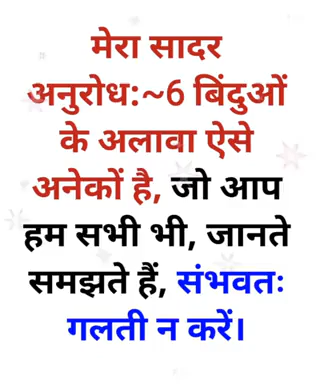 मेरा सादर
अनुरोध:~6 बिंदुओं
के अलावा ऐसे
अनेकों है, जो आप
हम सभी भी, जानते
समझते हैं, संभवतः
गलती न करें।